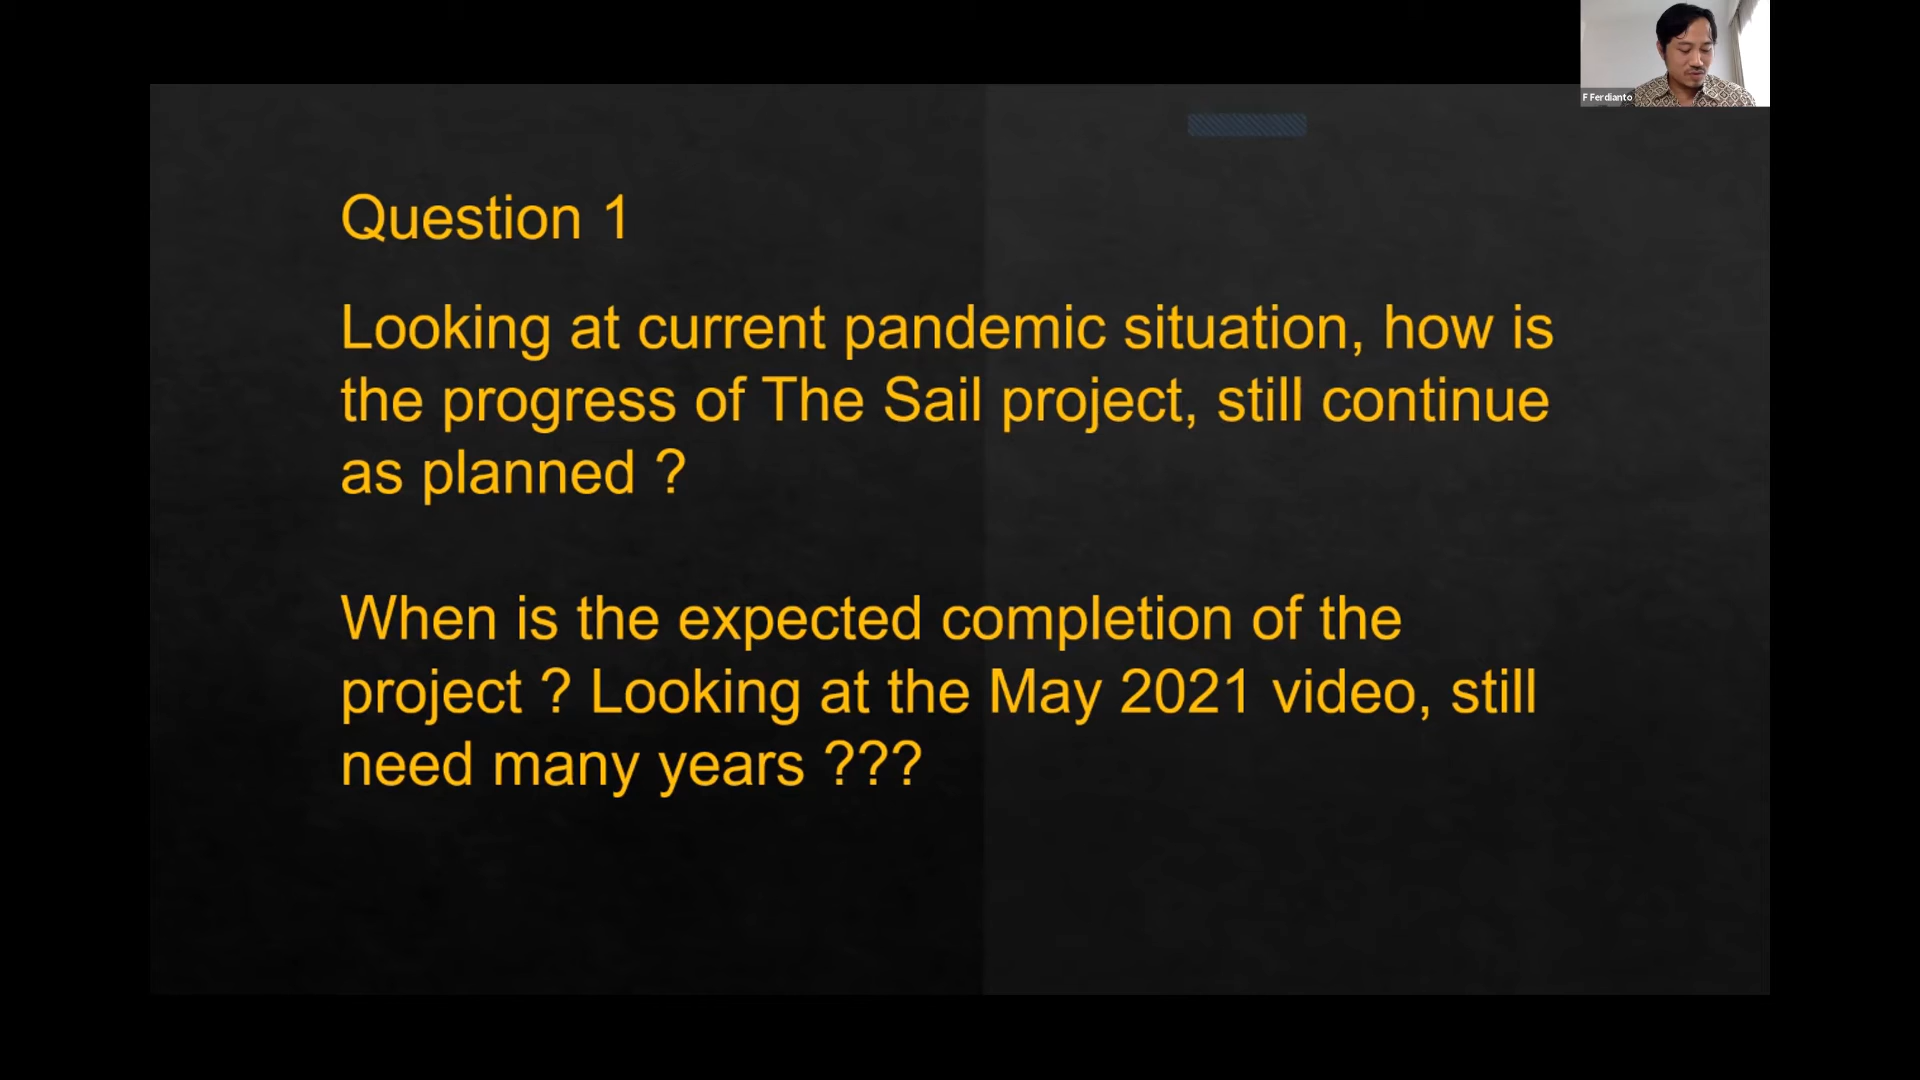 F Ferdianto
Question 1
Looking at current pandemic situation, how is
the progress of The Sail project, still continue
as planned ?
When is the expected completion of the
project ? Looking at the May 2021 video, still
need many years ???